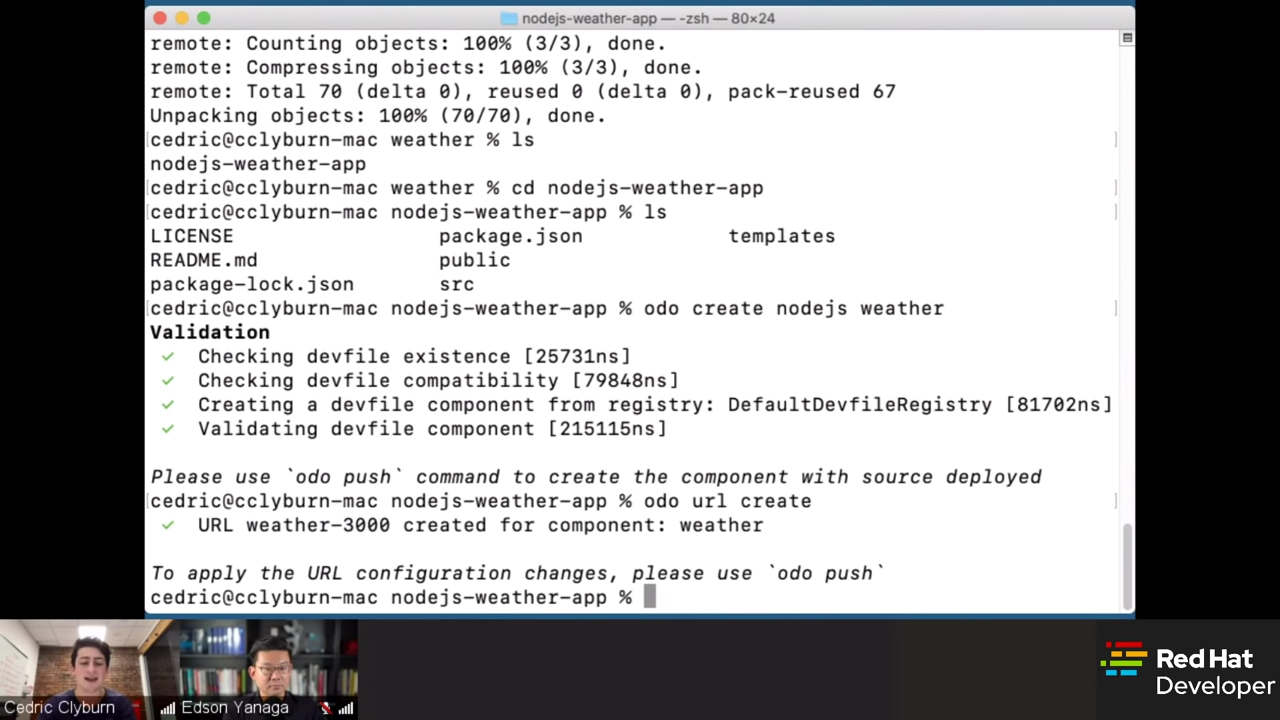 nodejs-weather-app — -zsh — 80×24
remote: Counting objects: 100% (3/3), done.
remote: Compressing objects: 100% (3/3), done.
remote: Total 70 (delta 0), reused 0 (delta 0), pack-reused 67
Unpacking objects: 100% (70/70), done.
[cedric@cclyburn-mac weather % ls ]
nodejs-weather-app
[cedric@cclyburn-mac weather % cd nodejs-weather-app ]
[cedric@cclyburn-mac nodejs-weather-app % ls ]
LICENSE package.json templates
README.md public
package-lock.json src
[cedric@cclyburn-mac nodejs-weather-app % odo create nodejs weather ]
Validation
✓ Checking devfile existence [25731ns]
✓ Checking devfile compatibility [79848ns]
✓ Creating a devfile component from registry: DefaultDevfileRegistry [81702ns]
✓ Validating devfile component [215115ns]
Please use `odo push` command to create the component with source deployed
[cedric@cclyburn-mac nodejs-weather-app % odo url create ]
✓ URL weather-3000 created for component: weather
To apply the URL configuration changes, please use `odo push`
cedric@cclyburn-mac nodejs-weather-app %
Cedric Clyburn
Edson Yanaga
Red Hat
Developer